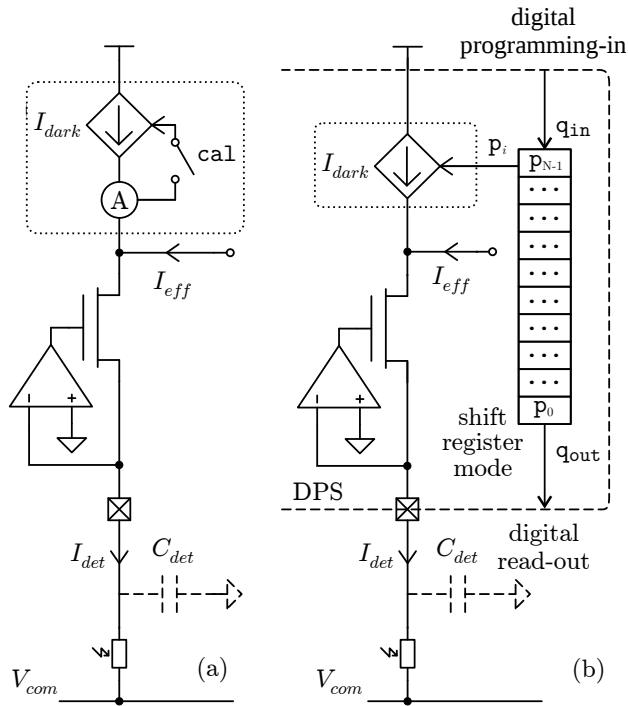 digital
programming-in
q_in
I_dark
cal
A
I_eff
- +
I_det
C_det
V_com
(a)
p_i
p_N-1
I_dark
...
...
...
I_eff
...
...
...
...
...
- +
p_0
shift
register
mode
q_out
DPS
digital
read-out
I_det
C_det
V_com
(b)